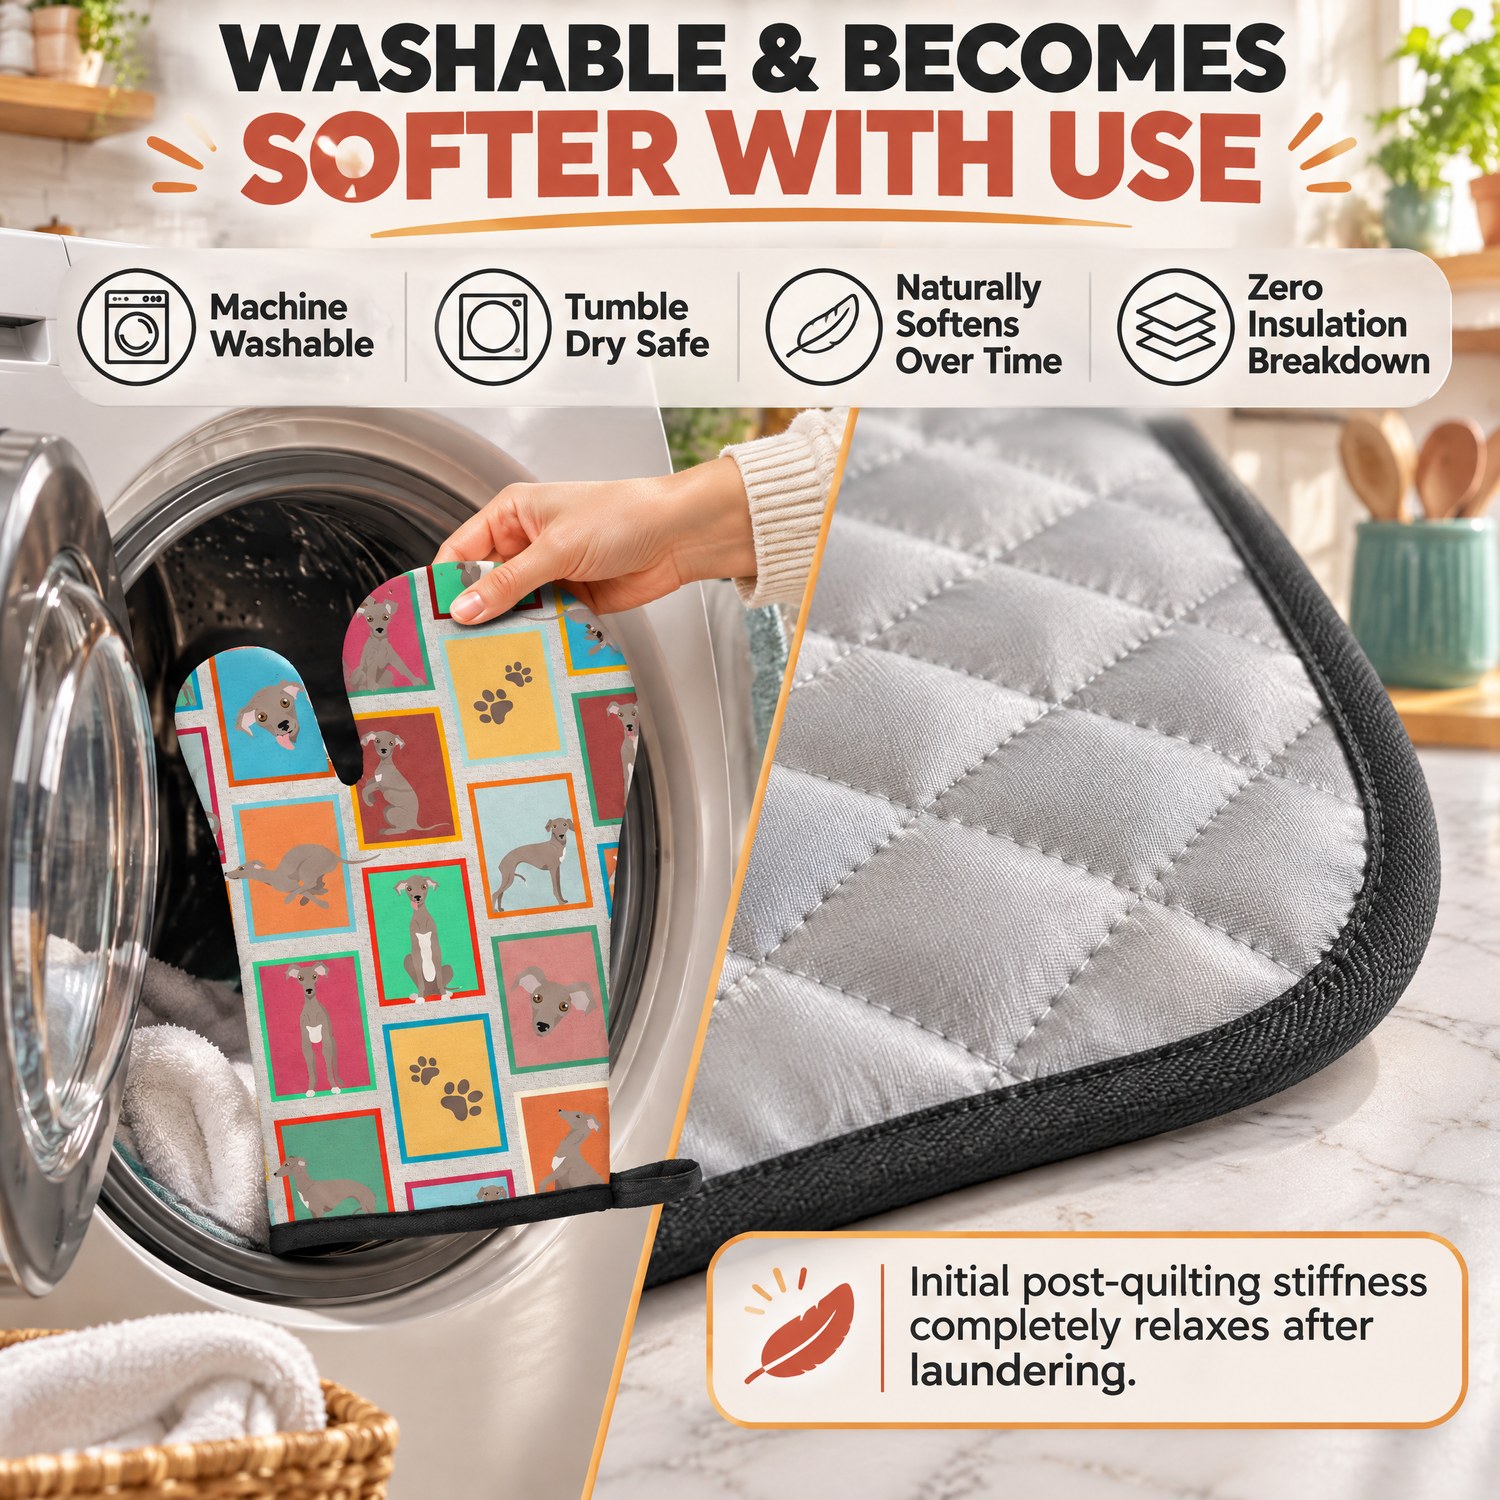 WASHABLE & BECOMES
SOFTER WITH USE
Machine
Washable
Tumble
Dry Safe
Naturally
Softens
Over Time
Zero
Insulation
Breakdown
Initial post-quilting stiffness
completely relaxes after
laundering.